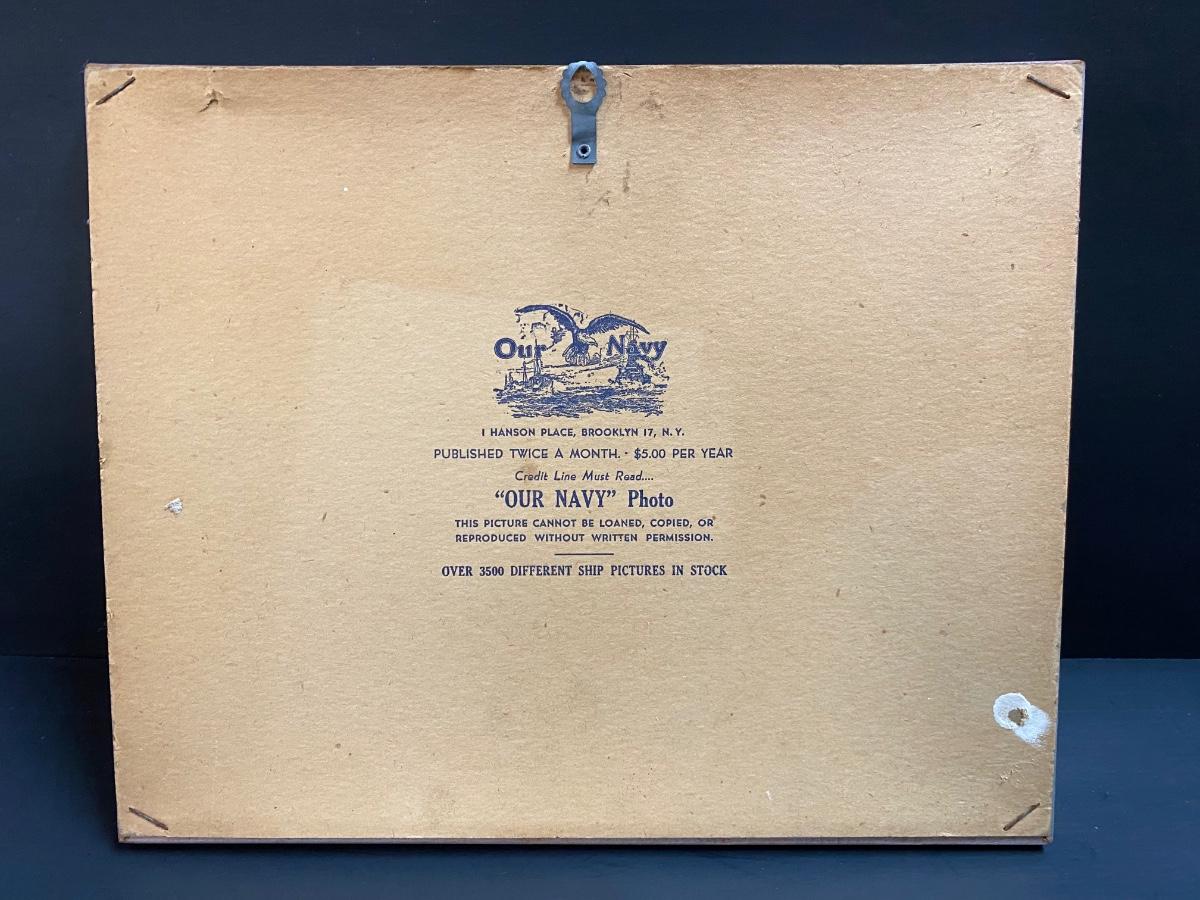 Our Navy
1 HANSON PLACE, BROOKLYN 17, N. Y.
PUBLISHED TWICE A MONTH. · $5.00 PER YEAR
Credit Line Must Read....
“OUR NAVY” Photo
THIS PICTURE CANNOT BE LOANED, COPIED, OR
REPRODUCED WITHOUT WRITTEN PERMISSION.
OVER 3500 DIFFERENT SHIP PICTURES IN STOCK